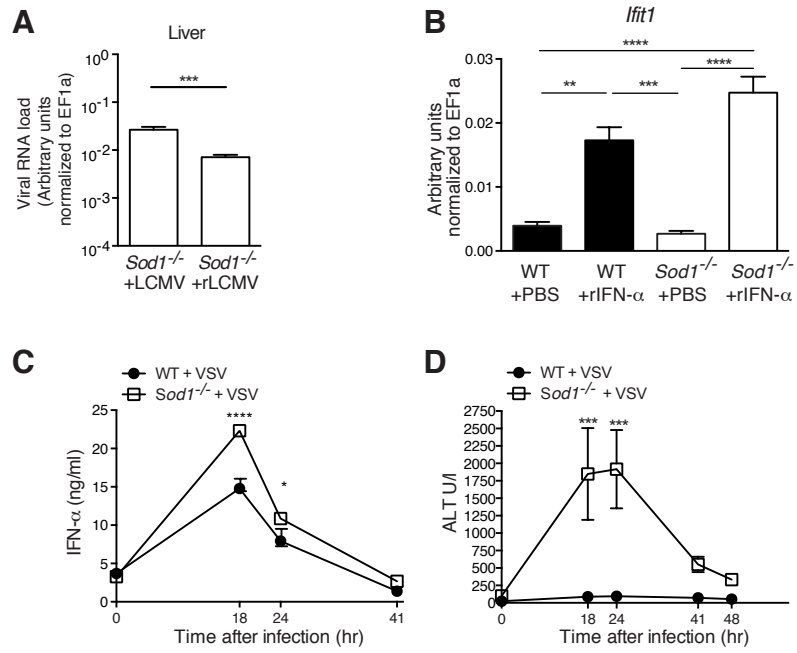 A
Liver
Viral RNA load
(Arbitrary units
normalized to EF1a)
10⁰
10⁻¹
10⁻²
10⁻³
10⁻⁴
***
Sod1⁻/⁻
+LCMV
Sod1⁻/⁻
+rLCMV
B
Ifit1
Arbitrary units
normalized to EF1a)
0.03
0.02
0.01
0.00
****
****
**
***
WT
+PBS
WT
+rIFN-α
Sod1⁻/⁻
+PBS
Sod1⁻/⁻
+rIFN-α
C
WT + VSV
Sod1⁻/⁻ + VSV
IFN-α (ng/ml)
25
20
15
10
5
0
****
*
0
18
24
41
Time after infection (hr)
D
WT + VSV
Sod1⁻/⁻ + VSV
ALT U/l
2750
2500
2250
2000
1750
1500
1250
1000
750
500
250
0
***
***
0
18
24
41
48
Time after infection (hr)